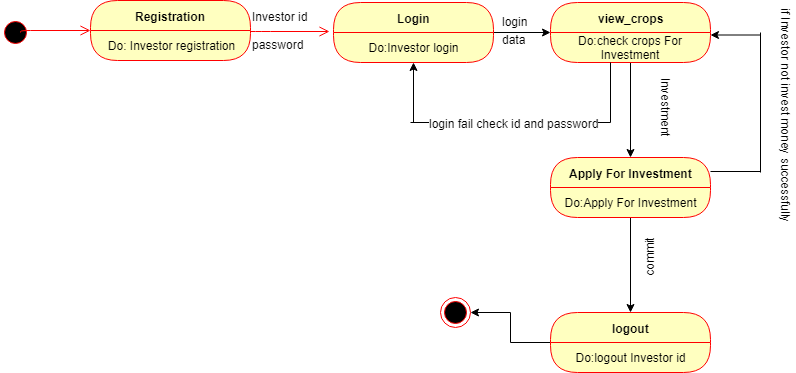 Registration
Do: Investor registration
Investor id
password
Login
Do:Investor login
login
data
view_crops
Do:check crops For
Investment
if Investor not invest money successfully
login fail check id and password
Investment
Apply For Investment
Do:Apply For Investment
commit
logout
Do:logout Investor id